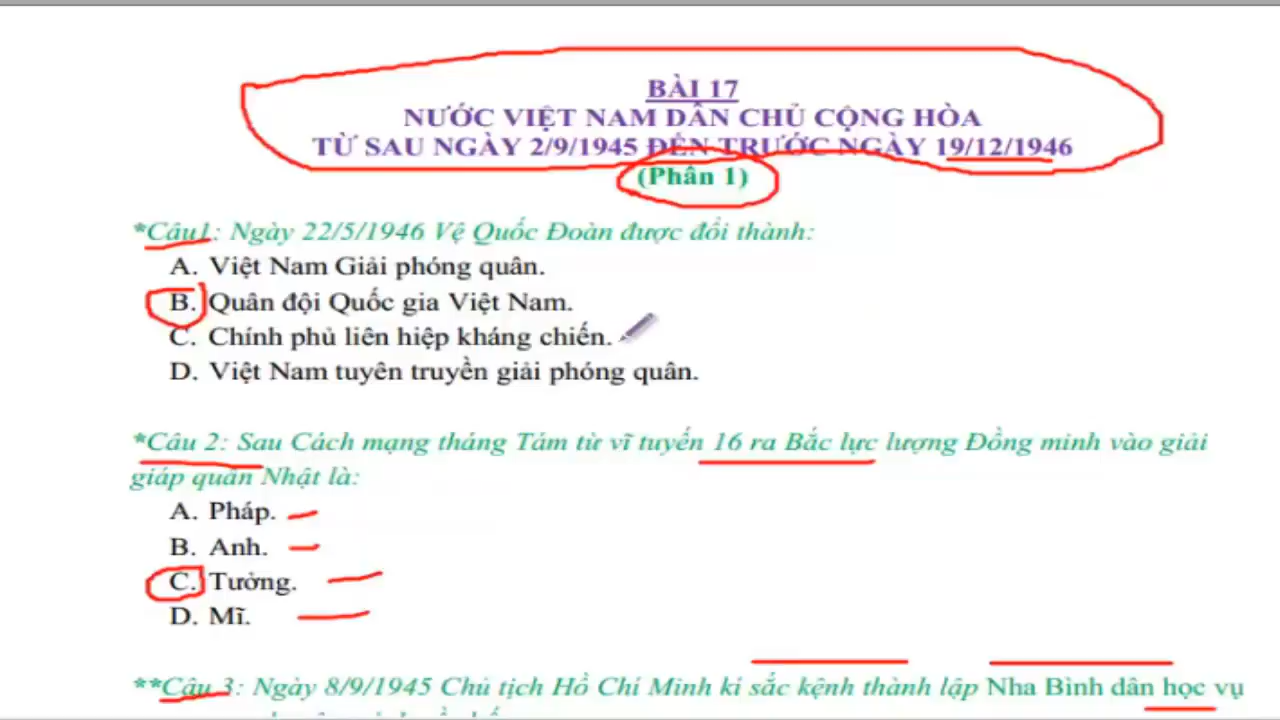 BÀI 17
NƯỚC VIỆT NAM DÂN CHỦ CỘNG HÒA
TỪ SAU NGÀY 2/9/1945 ĐẾN TRƯỚC NGÀY 19/12/1946
(Phần 1)
*Câu1: Ngày 22/5/1946 Vệ Quốc Đoàn được đổi thành:
A. Việt Nam Giải phóng quân.
B. Quân đội Quốc gia Việt Nam.
C. Chính phủ liên hiệp kháng chiến.
D. Việt Nam tuyên truyền giải phóng quân.
*Câu 2: Sau Cách mạng tháng Tám từ vĩ tuyến 16 ra Bắc lực lượng Đồng minh vào giải
giáp quân Nhật là:
A. Pháp.
B. Anh.
C. Tưởng.
D. Mĩ.
**Câu 3: Ngày 8/9/1945 Chủ tịch Hồ Chí Minh kí sắc kệnh thành lập Nha Bình dân học vụ